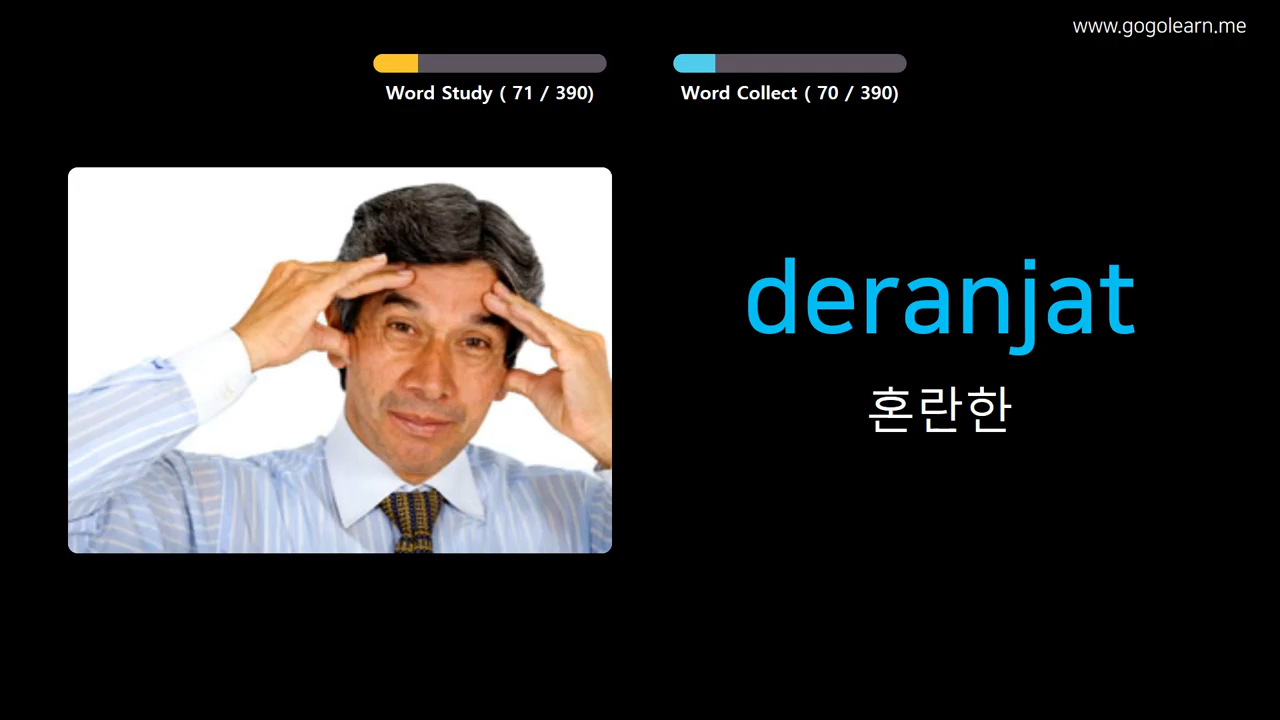 www.gogolearn.me
Word Study ( 71 / 390)
Word Collect ( 70 / 390)
deranjat
혼란한